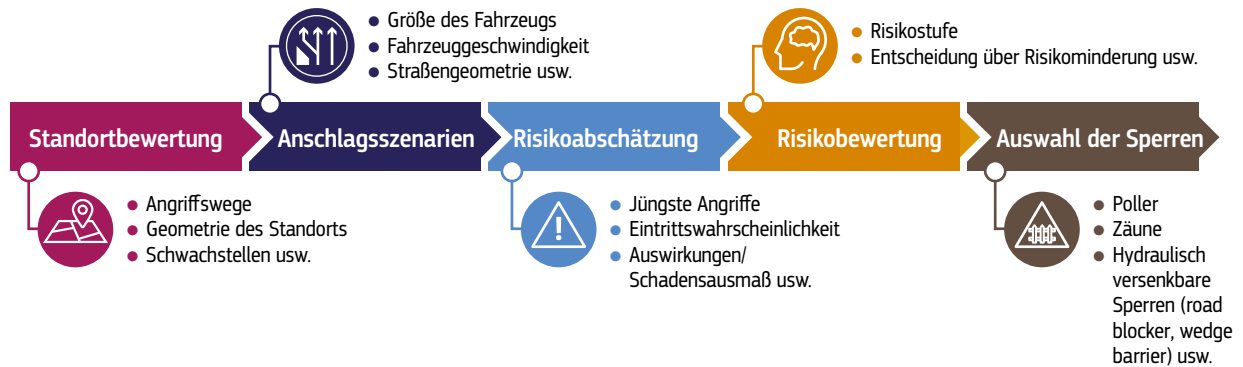 Größe des Fahrzeugs
Fahrzeuggeschwindigkeit
Straßengeometrie usw.
Risikostufe
Entscheidung über Risikominderung usw.
Standortbewertung
Anschlagsszenarien
Risikoabschätzung
Risikobewertung
Auswahl der Sperren
Angriffswege
Geometrie des Standorts
Schwachstellen usw.
Jüngste Angriffe
Eintrittswahrscheinlichkeit
Auswirkungen/
Schadensausmaß usw.
Poller
Zäune
Hydraulisch
versenkbare
Sperren (road
blocker, wedge
barrier) usw.